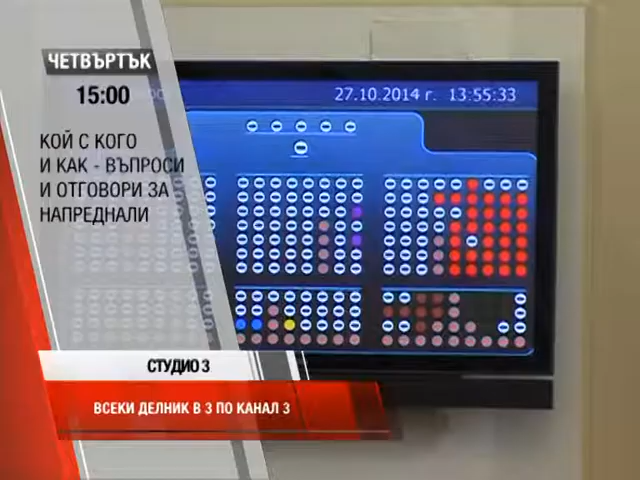 ЧЕТВЪРТЪК
15:00
27.10.2014 г. 13:55:33
КОЙ С КОГО
И КАК - ВЪПРОСИ
И ОТГОВОРИ ЗА
НАПРЕДНАЛИ
СТУДИО 3
ВСЕКИ ДЕЛНИК В 3 ПО КАНАЛ 3